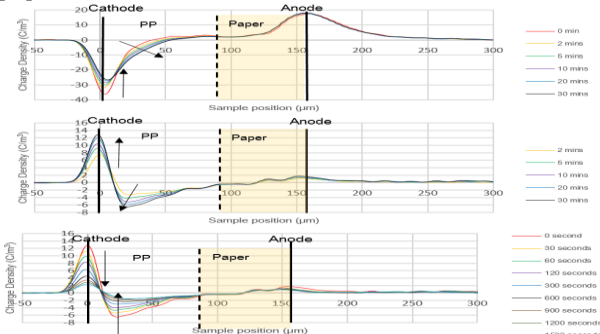 Cathode Anode
PP Paper
Charge Density (C/m³)
20
10
0
-10
-20
-30
-40
-50 0 50 100 150 200 250 300
Sample position (µm)
0 min
2 mins
5 mins
10 mins
20 mins
30 mins
Cathode Anode
PP Paper
Charge Density (C/m³)
16
14
12
10
8
6
4
2
0
-2
-4
-6
-8
-50 0 50 100 150 200 250 300
Sample position (µm)
2 mins
5 mins
10 mins
20 mins
30 mins
Cathode Anode
PP Paper
Charge Density (C/m³)
16
14
12
10
8
6
4
2
0
-2
-4
-6
-8
-50 0 50 100 150 200 250 300
Sample position (µm)
0 second
30 seconds
60 seconds
120 seconds
300 seconds
600 seconds
900 seconds
1200 seconds